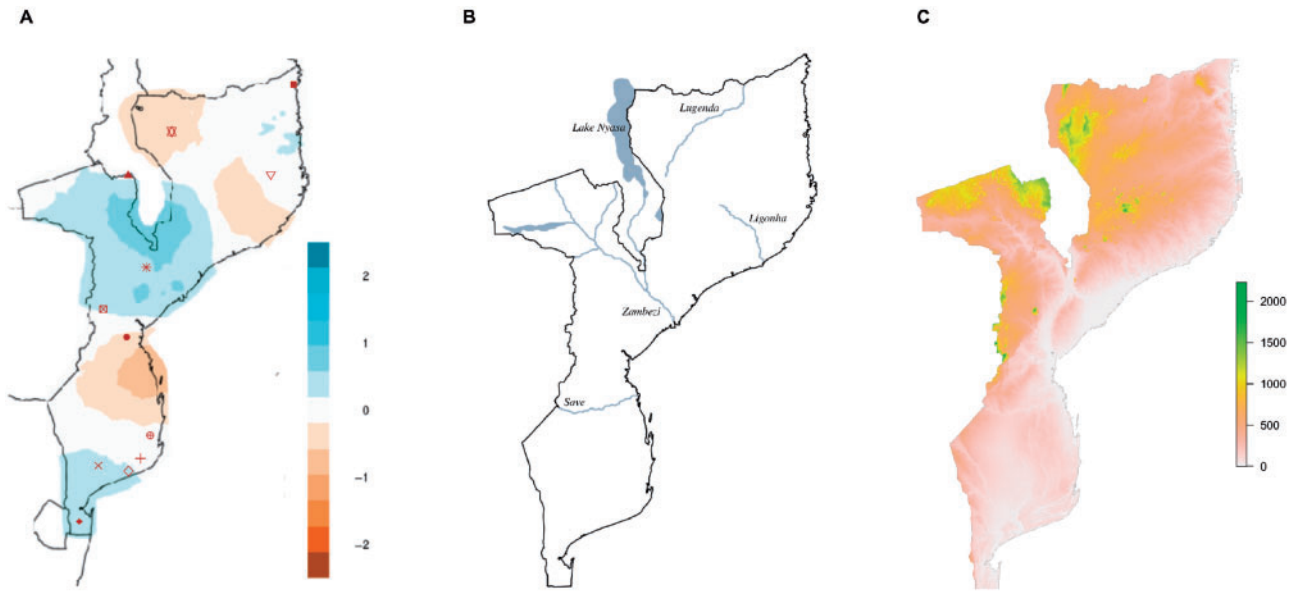 A
B
C
Lake Nyasa
Lugenda
Ligonha
Zambezi
Save
2
1
0
−1
−2
2000
1500
1000
500
0